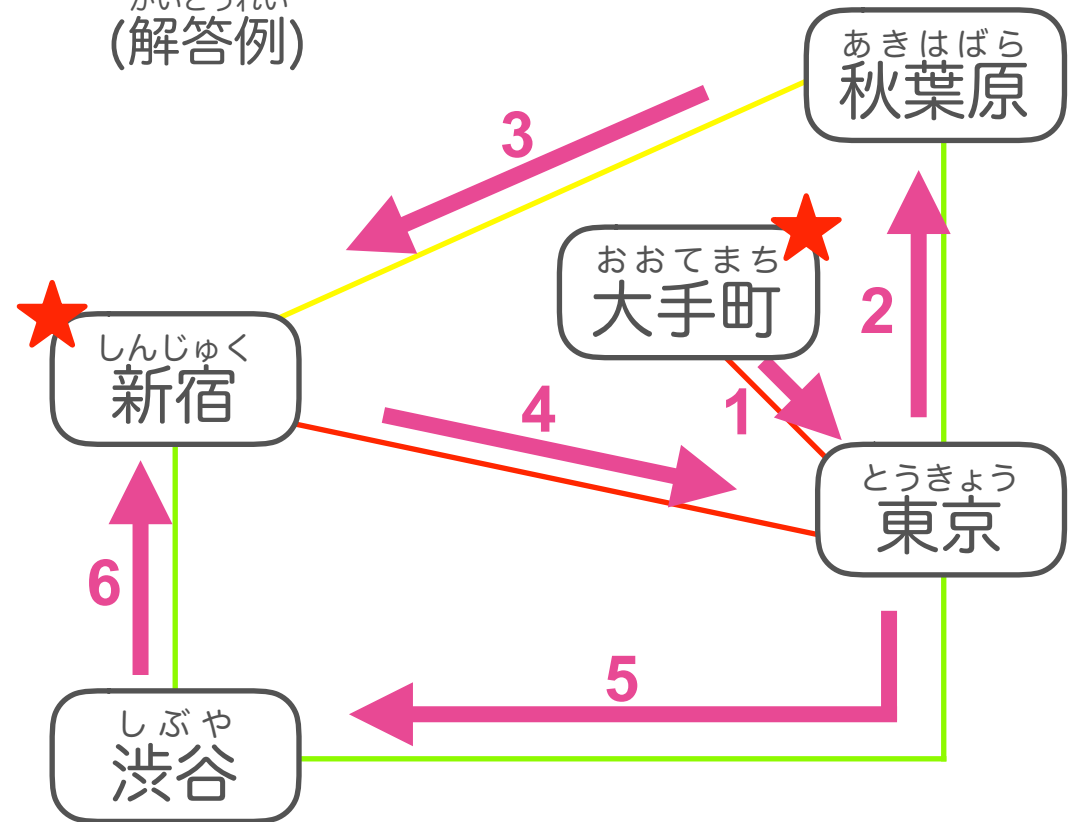 かいとうれい
(解答例)
あきはばら
秋葉原
3
おおてまち
大手町
2
しんじゅく
新宿
4
1
とうきょう
東京
6
5
しぶや
渋谷